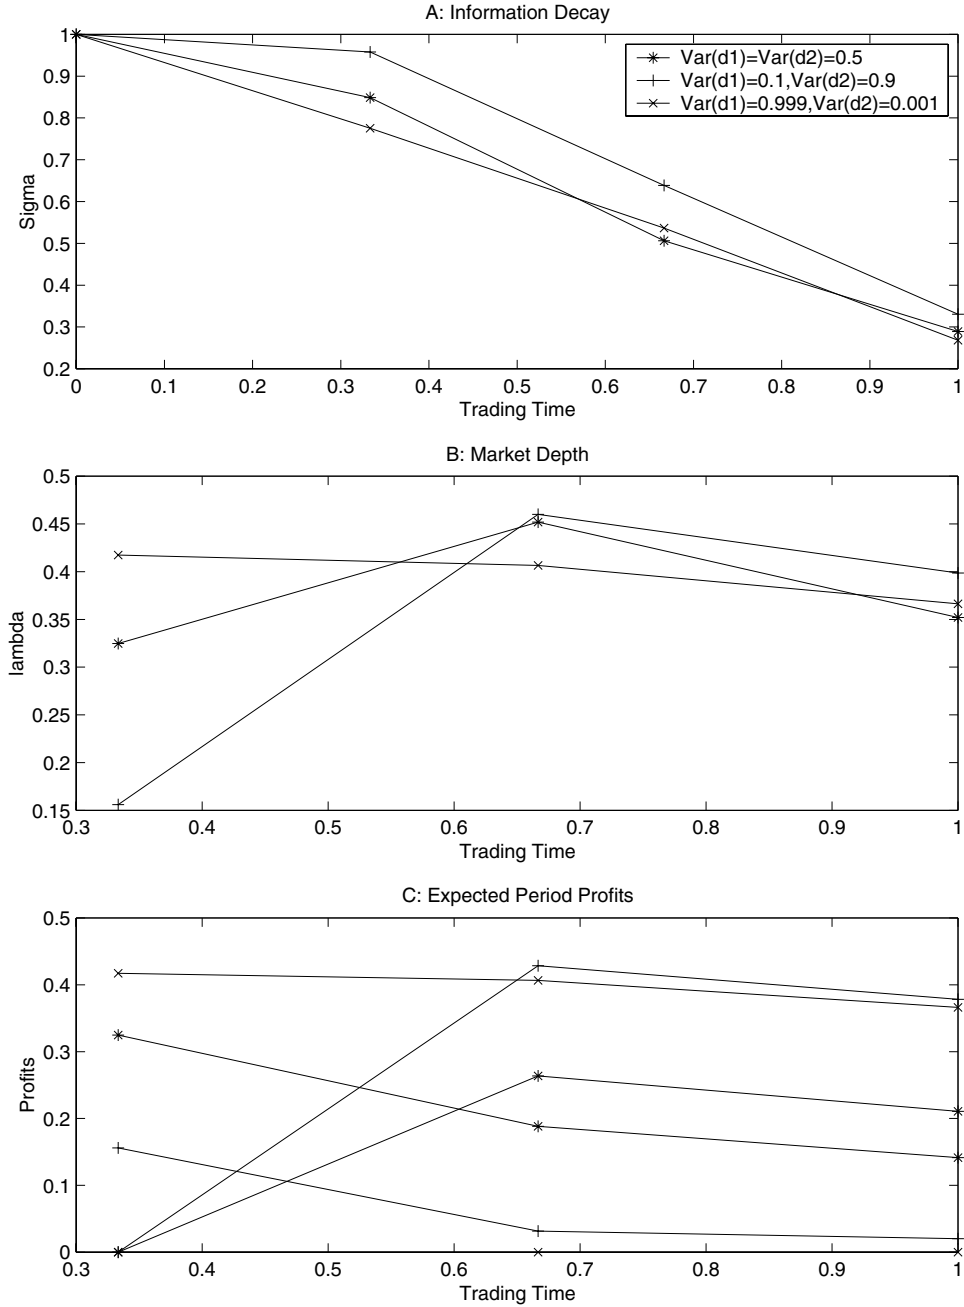 A: Information Decay
1
0.9
0.8
0.7
0.6
0.5
0.4
0.3
0.2
Sigma
Var(d1)=Var(d2)=0.5
Var(d1)=0.1,Var(d2)=0.9
Var(d1)=0.999,Var(d2)=0.001
0 0.1 0.2 0.3 0.4 0.5 0.6 0.7 0.8 0.9 1
Trading Time
B: Market Depth
0.5
0.45
0.4
0.35
0.3
0.25
0.2
0.15
lambda
0.3 0.4 0.5 0.6 0.7 0.8 0.9 1
Trading Time
C: Expected Period Profits
0.5
0.4
0.3
0.2
0.1
0
Profits
0.3 0.4 0.5 0.6 0.7 0.8 0.9 1
Trading Time